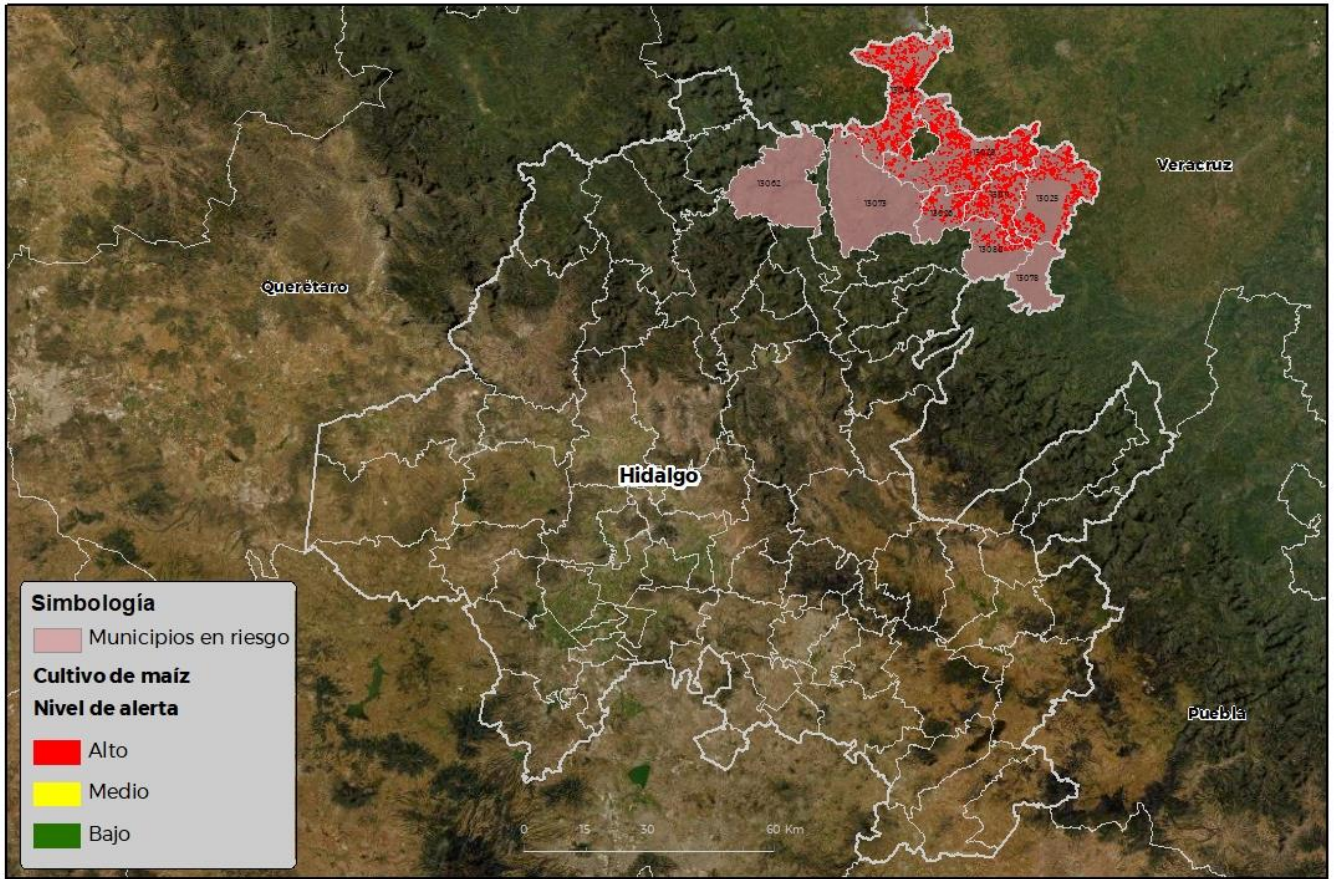 Veracruz
13062
13073
13025
13078
Querétaro
Hidalgo
Puebla
Simbología
Municipios en riesgo
Cultivo de maíz
Nivel de alerta
Alto
Medio
Bajo
0 15 30 60 Km